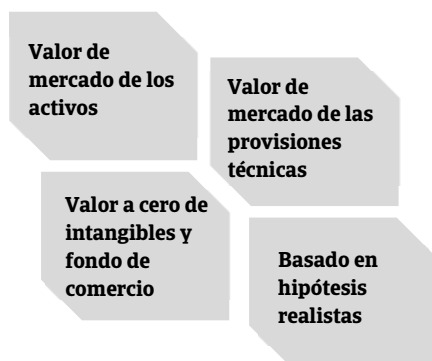 Valor de
mercado de los
activos
Valor de
mercado de las
provisiones
técnicas
Valor a cero de
intangibles y
fondo de
comercio
Basado en
hipótesis
realistas